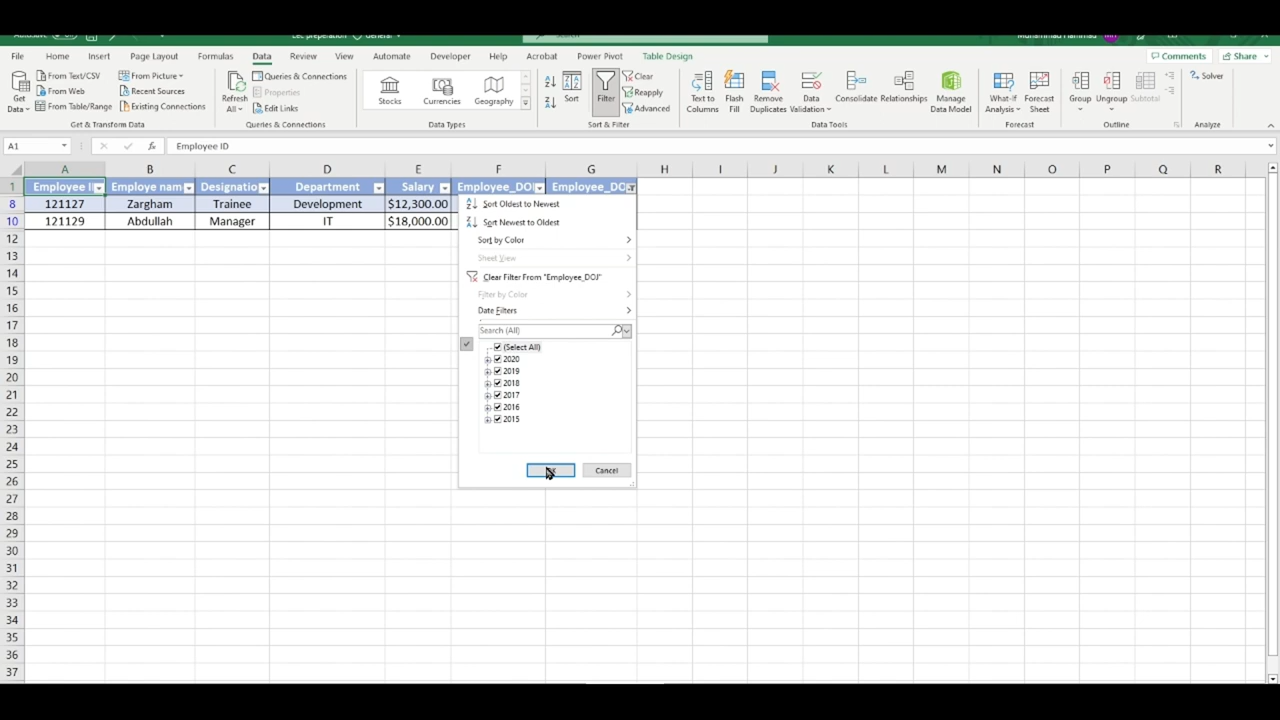 Lec preparation General
Search
Muhammad Hammad MH
File Home Insert Page Layout Formulas Data Review View Automate Developer Help Acrobat Power Pivot Table Design Comments Share
Get Data
From Text/CSV
From Web
From Table/Range
From Picture
Recent Sources
Existing Connections
Get & Transform Data
Refresh All
Queries & Connections
Properties
Edit Links
Queries & Connections
Stocks Currencies Geography
Data Types
Sort
Filter
Clear
Reapply
Advanced
Sort & Filter
Text to Columns
Flash Fill
Remove Duplicates
Data Validation
Consolidate
Relationships
Manage Data Model
Data Tools
What-If Analysis
Forecast Sheet
Forecast
Group
Ungroup
Subtotal
Outline
Solver
Analyze
A1 fx Employee ID
A B C D E F G H I J K L M N O P Q R
1 Employee I Employe nam Designatio Department Salary Employee_DO Employee_DO
8 121127 Zargham Trainee Development $12,300.00
10 121129 Abdullah Manager IT $18,000.00
12
13
14
15
16
17
18
19
20
21
22
23
24
25
26
27
28
29
30
31
32
33
34
35
36
37
Sort Oldest to Newest
Sort Newest to Oldest
Sort by Color
Sheet View
Clear Filter From "Employee_DOJ"
Filter by Color
Date Filters
Search (All)
(Select All)
2020
2019
2018
2017
2016
2015
Cancel